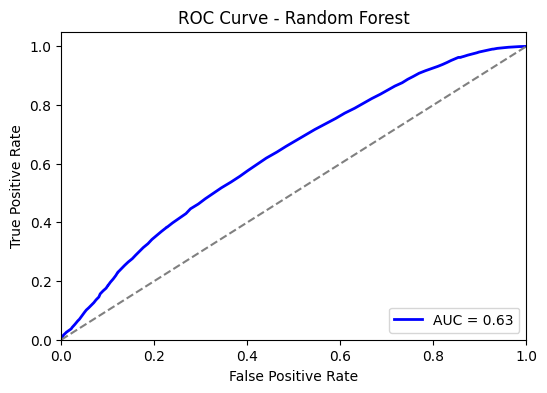 ROC Curve - Random Forest
True Positive Rate
1.0
0.8
0.6
0.4
0.2
0.0
AUC = 0.63
0.0 0.2 0.4 0.6 0.8 1.0
False Positive Rate